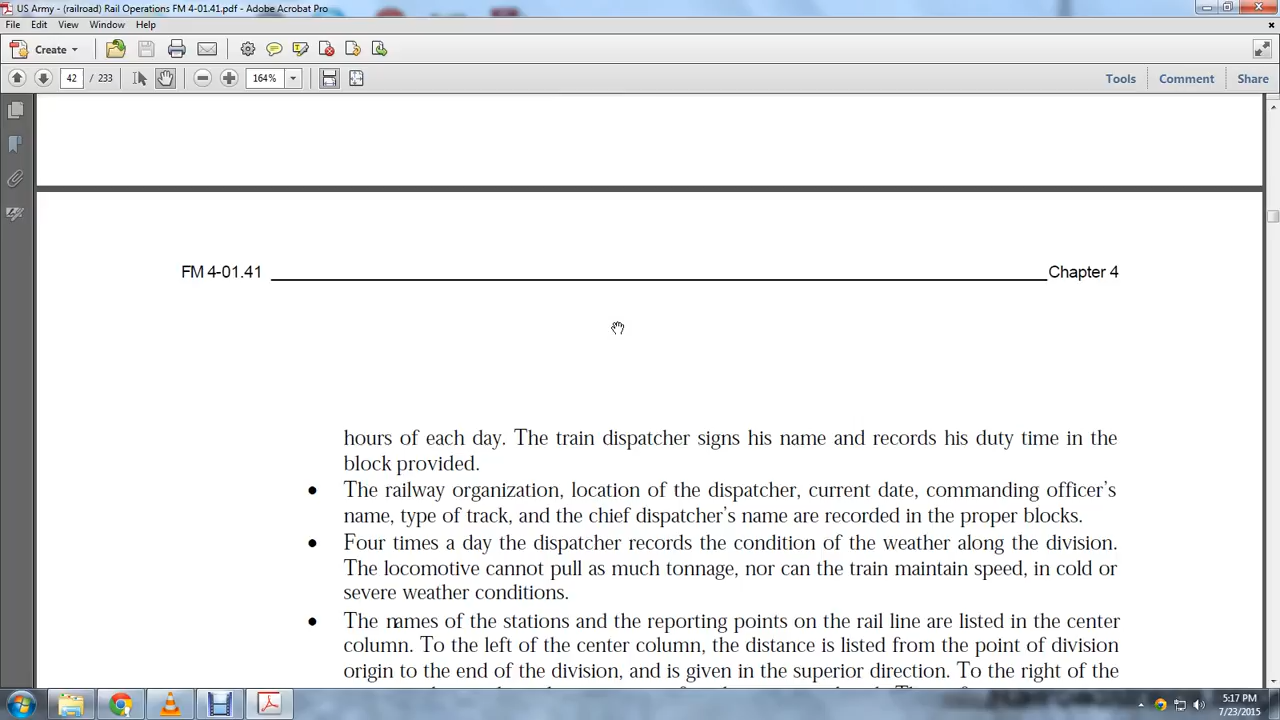 US Army - (railroad) Rail Operations FM 4-01.41.pdf - Adobe Acrobat Pro
File Edit View Window Help
Create
42 / 233 164% Tools Comment Share
FM 4-01.41 Chapter 4
hours of each day. The train dispatcher signs his name and records his duty time in the
block provided.
• The railway organization, location of the dispatcher, current date, commanding officer's
name, type of track, and the chief dispatcher's name are recorded in the proper blocks.
• Four times a day the dispatcher records the condition of the weather along the division.
The locomotive cannot pull as much tonnage, nor can the train maintain speed, in cold or
severe weather conditions.
• The names of the stations and the reporting points on the rail line are listed in the center
column. To the left of the center column, the distance is listed from the point of division
origin to the end of the division, and is given in the superior direction. To the right of the
5:17 PM
7/23/2015